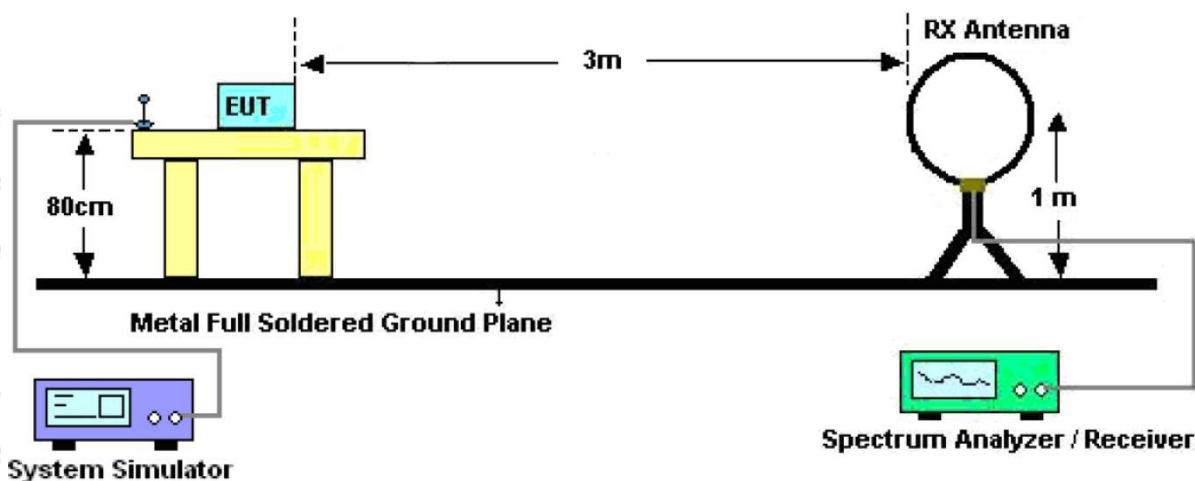 RX Antenna
3m
EUT
80cm
1 m
Metal Full Soldered Ground Plane
Spectrum Analyzer / Receiver
System Simulator